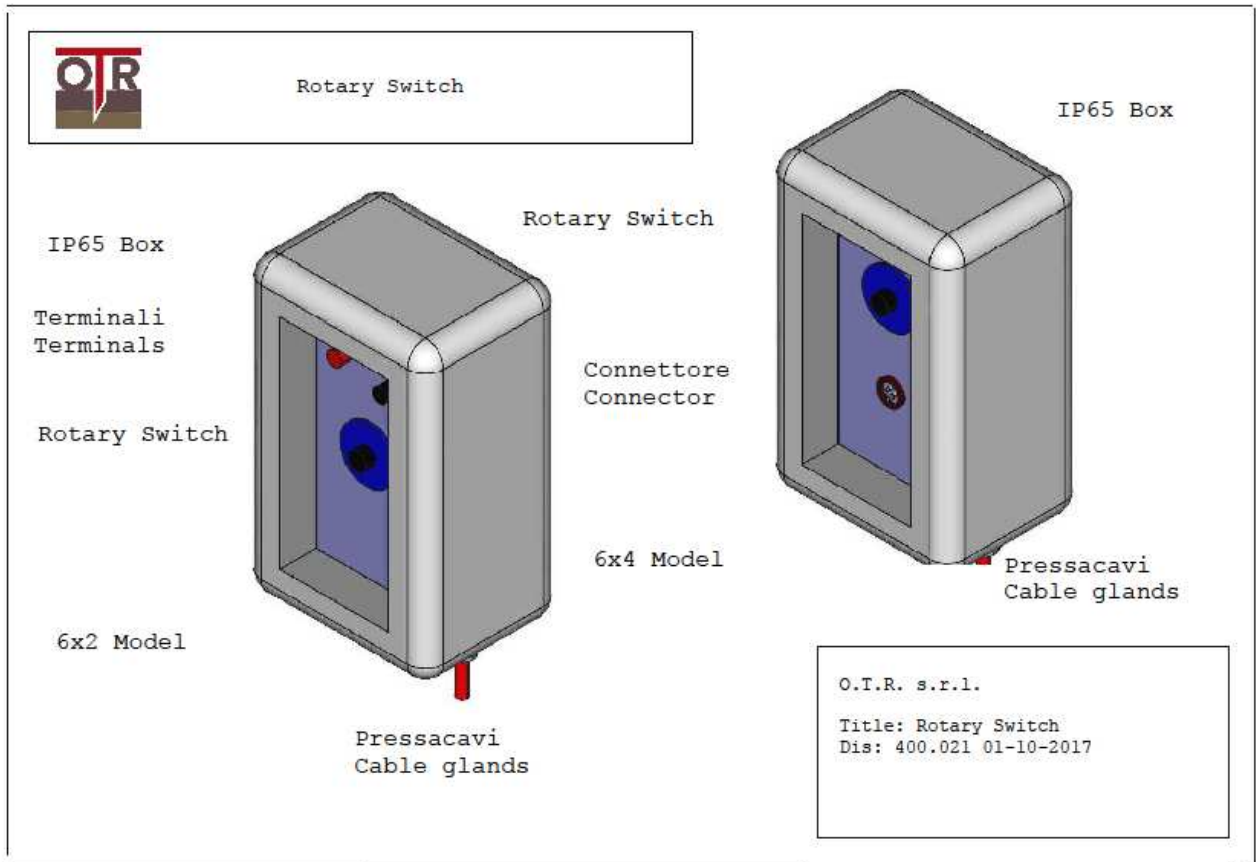 OTR
Rotary Switch
IP65 Box
Terminali
Terminals
Rotary Switch
6x2 Model
Pressacavi
Cable glands
IP65 Box
Rotary Switch
Connettore
Connector
6x4 Model
Pressacavi
Cable glands
O.T.R. s.r.l.
Title: Rotary Switch
Dis: 400.021 01-10-2017